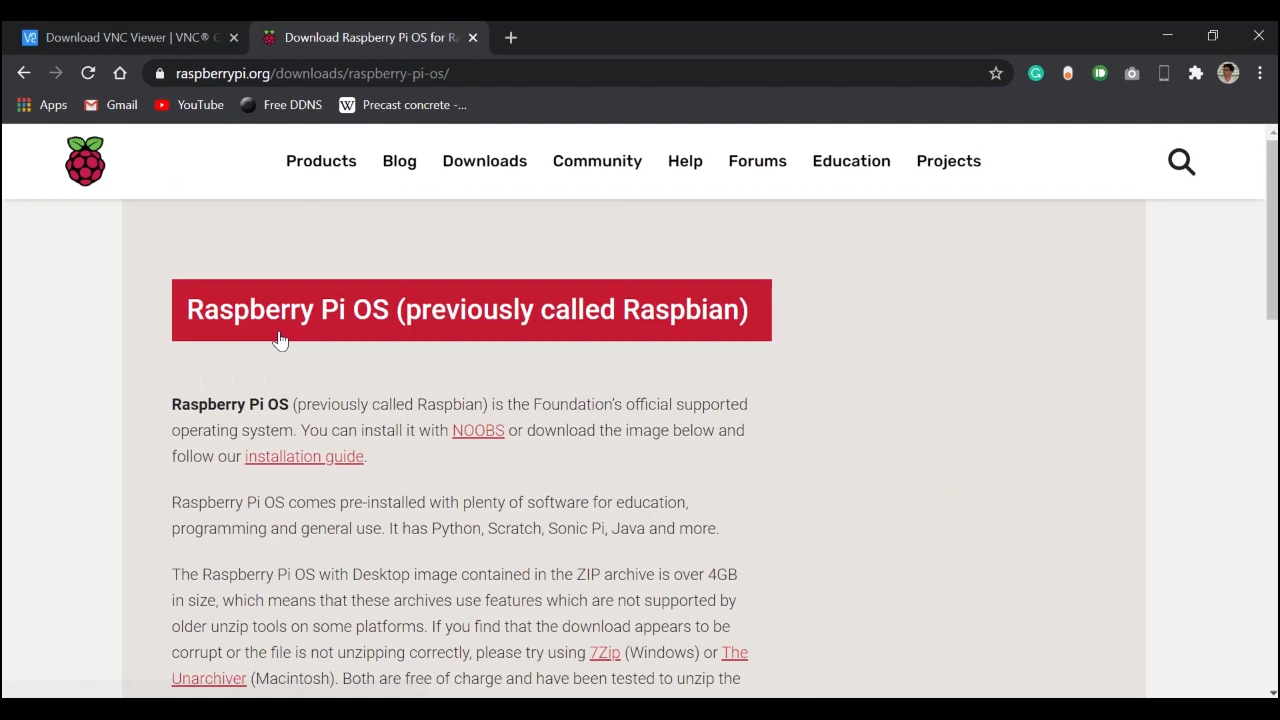 Download VNC Viewer | VNC®
Download Raspberry Pi OS for
raspberrypi.org/downloads/raspberry-pi-os/
Apps Gmail YouTube Free DDNS W Precast concrete -...
Products Blog Downloads Community Help Forums Education Projects
Raspberry Pi OS (previously called Raspbian)
Raspberry Pi OS (previously called Raspbian) is the Foundation's official supported
operating system. You can install it with NOOBS or download the image below and
follow our installation guide.
Raspberry Pi OS comes pre-installed with plenty of software for education,
programming and general use. It has Python, Scratch, Sonic Pi, Java and more.
The Raspberry Pi OS with Desktop image contained in the ZIP archive is over 4GB
in size, which means that these archives use features which are not supported by
older unzip tools on some platforms. If you find that the download appears to be
corrupt or the file is not unzipping correctly, please try using 7Zip (Windows) or The
Unarchiver (Macintosh). Both are free of charge and have been tested to unzip the